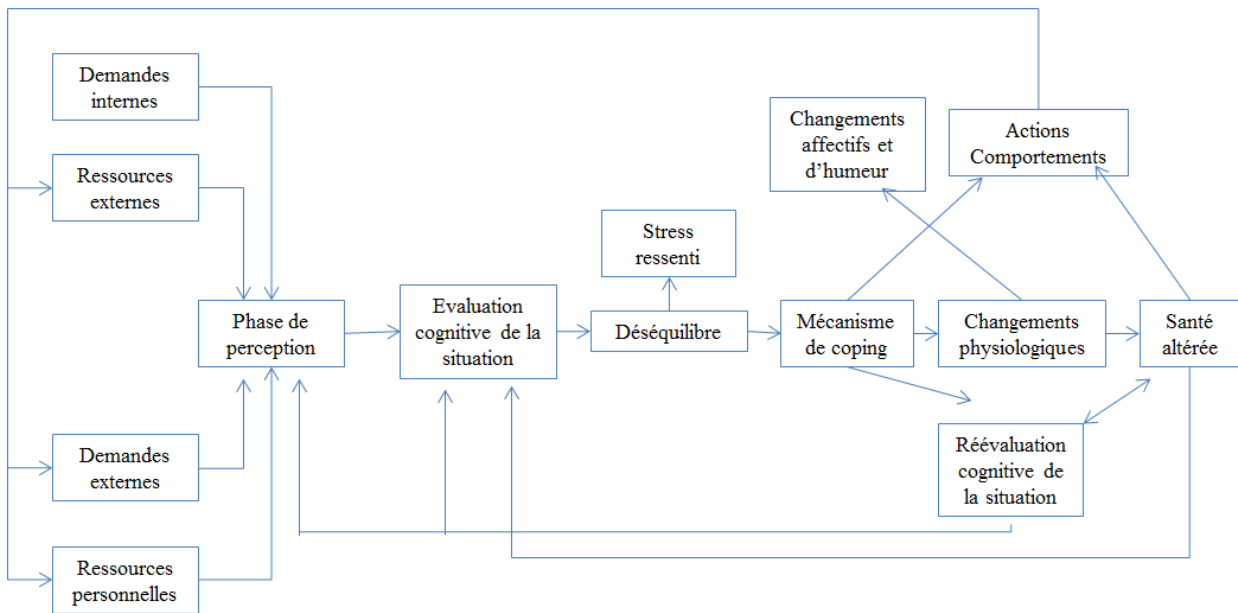 Demandes
internes
Ressources
externes
Changements
affectifs et
d'humeur
Actions
Comportements
Stress
ressenti
Phase de
perception
Evaluation
cognitive de la
situation
Déséquilibre
Mécanisme
de coping
Changements
physiologiques
Santé
altérée
Demandes
externes
Réévaluation
cognitive de
la situation
Ressources
personnelles